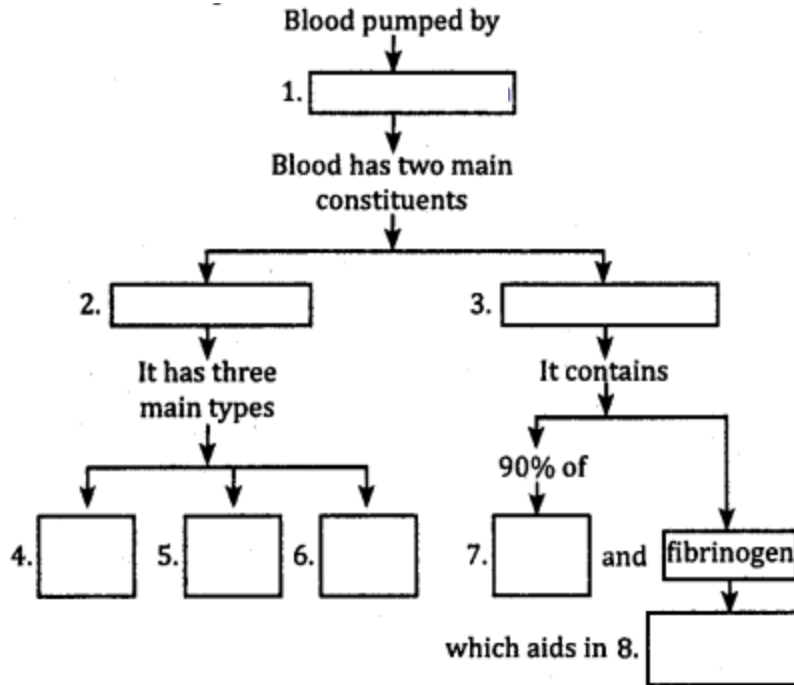 Blood pumped by
1.
Blood has two main
constituents
2.
3.
It has three
main types
It contains
90% of
4.
5.
6.
7.
and
fibrinogen
which aids in 8.